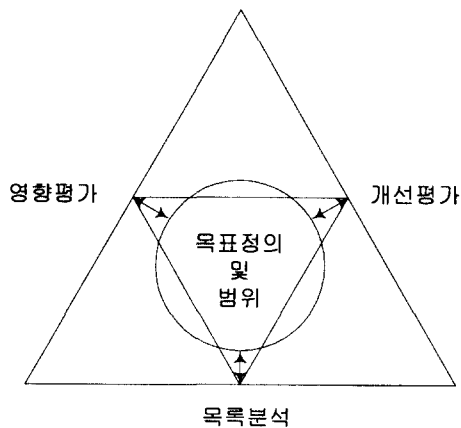 영향평가
개선평가
목표정의
및
범위
목록분석